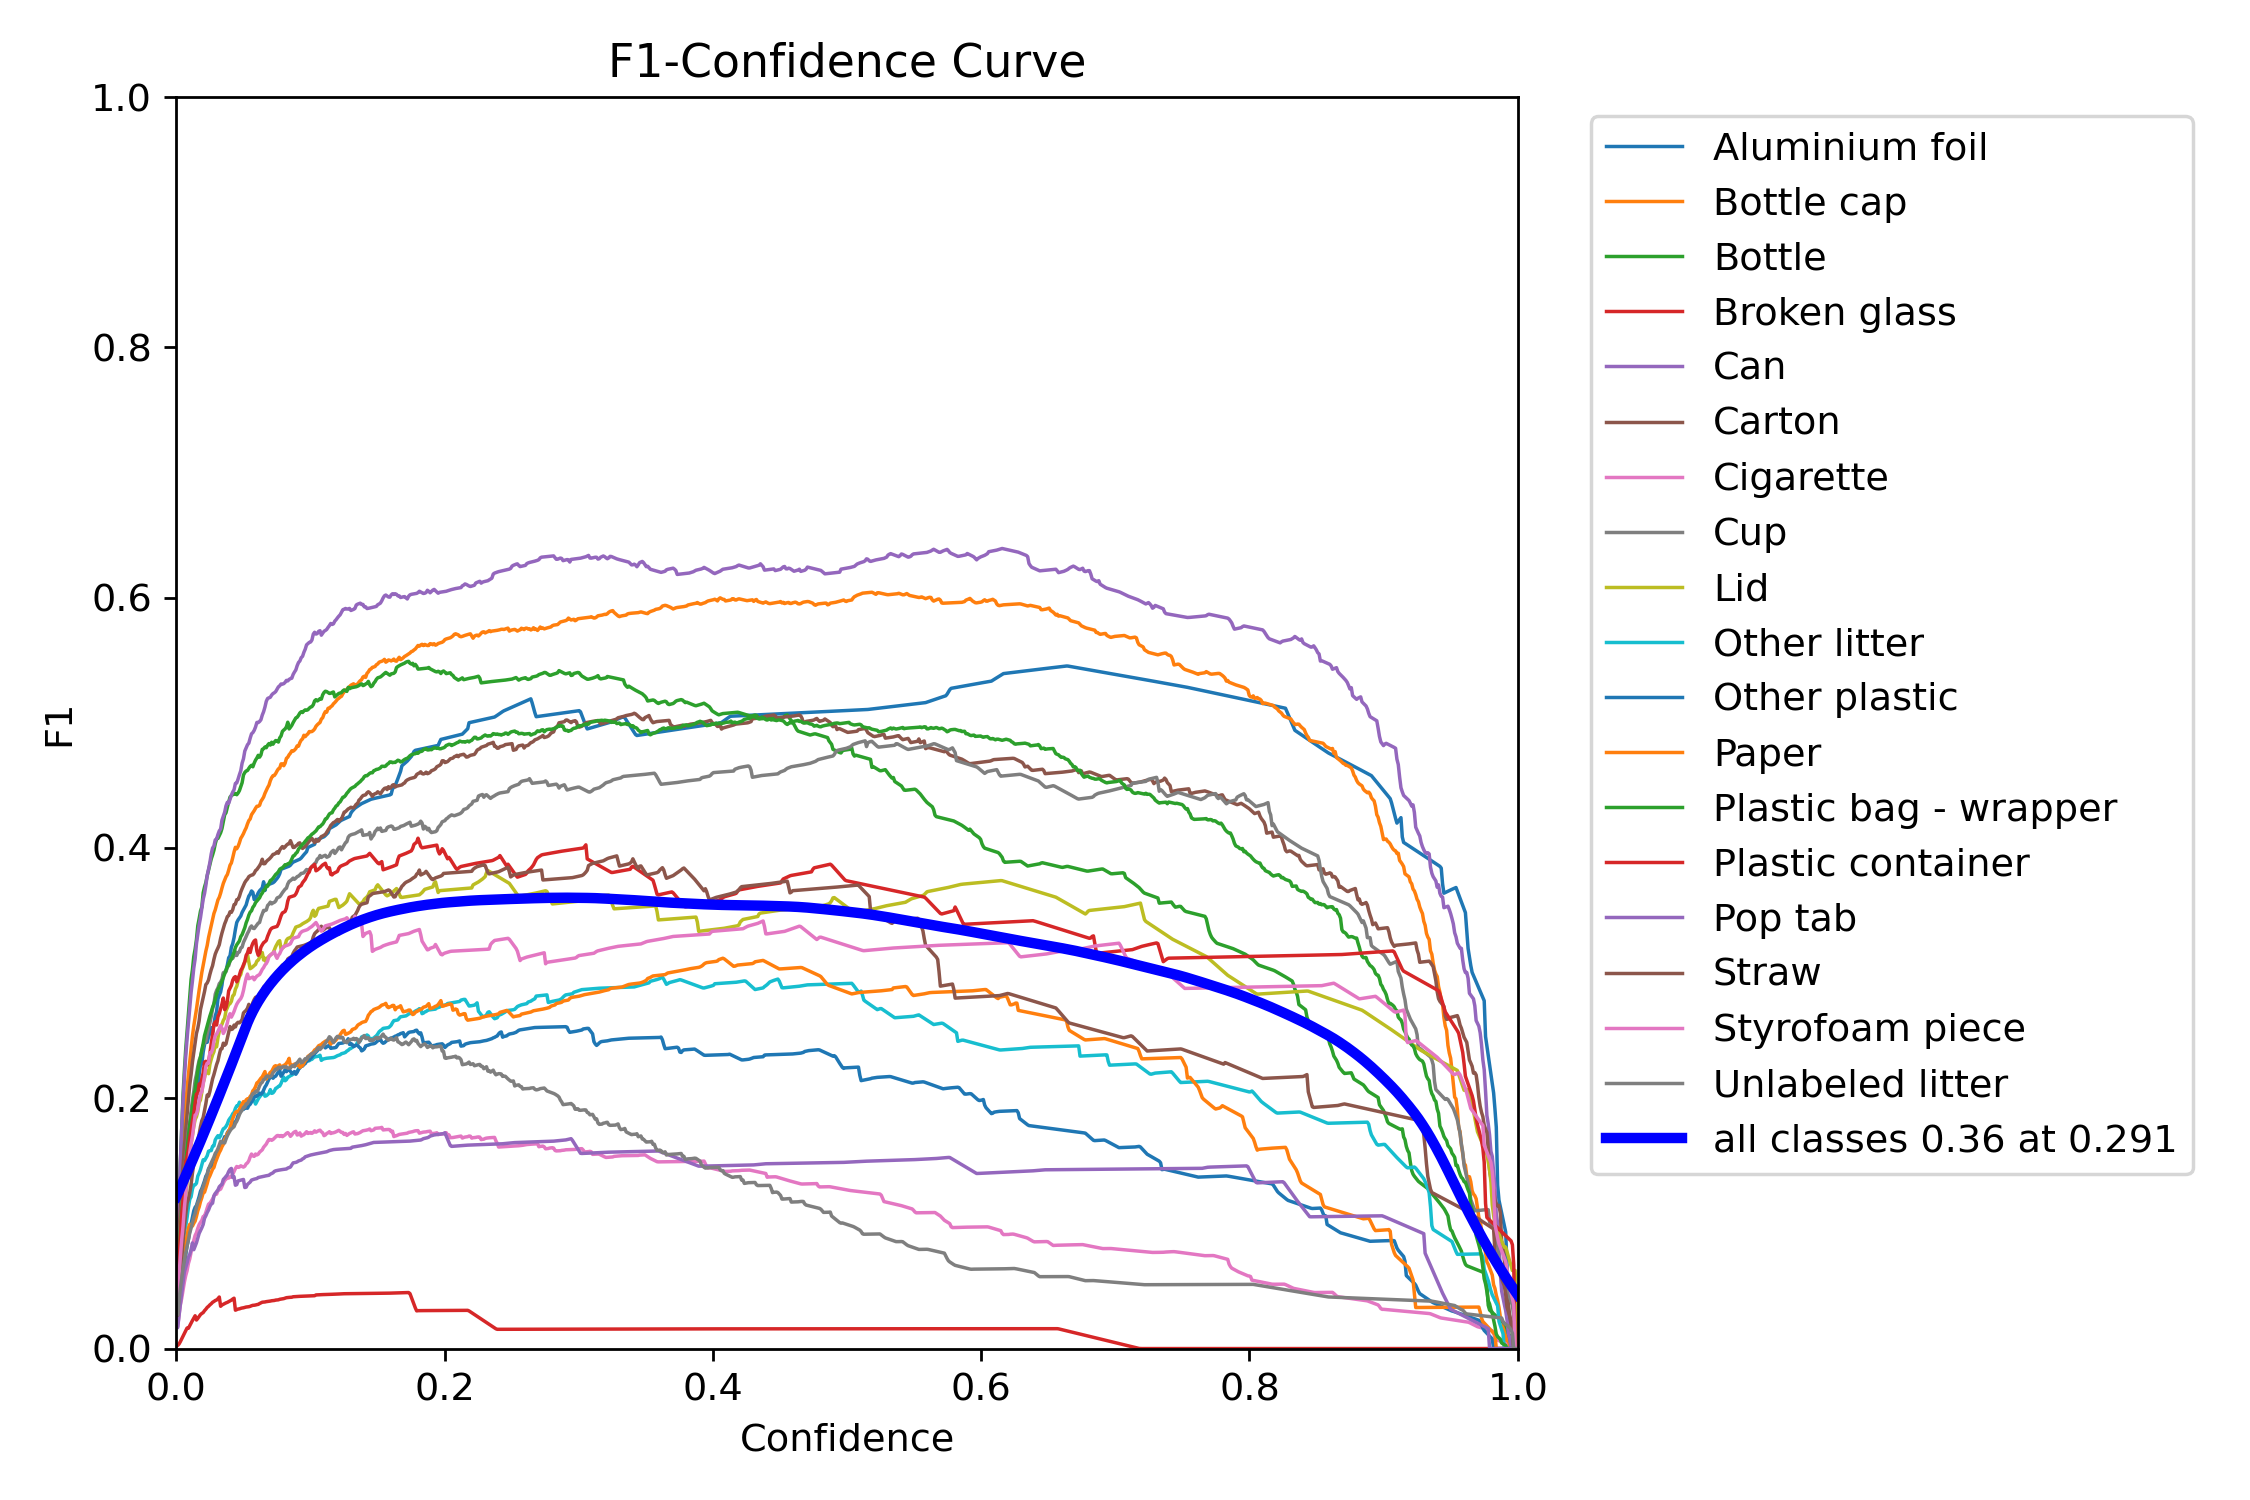 F1-Confidence Curve
1.0
0.8
0.6
0.4
0.2
0.0
F1
0.0 0.2 0.4 0.6 0.8 1.0
Confidence
Aluminium foil
Bottle cap
Bottle
Broken glass
Can
Carton
Cigarette
Cup
Lid
Other litter
Other plastic
Paper
Plastic bag - wrapper
Plastic container
Pop tab
Straw
Styrofoam piece
Unlabeled litter
all classes 0.36 at 0.291